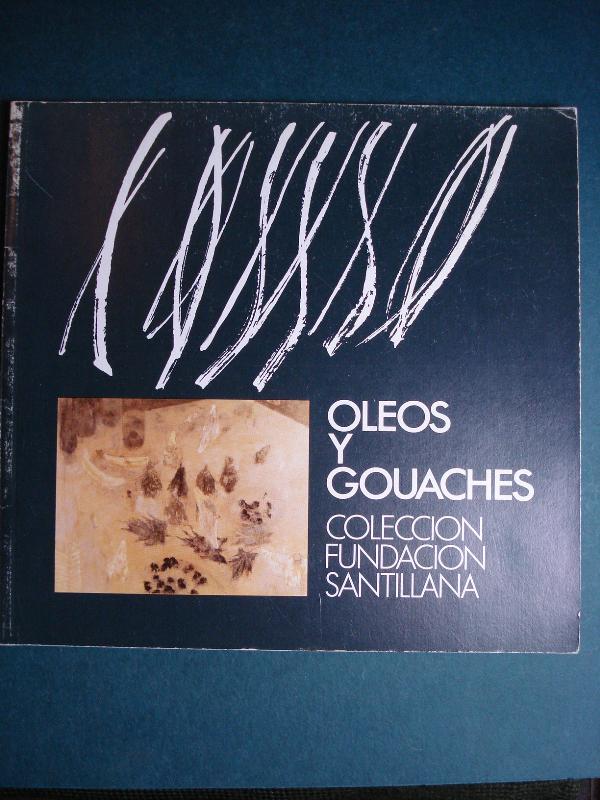 OLEOS
Y
GOUACHES
COLECCION
FUNDACION
SANTILLANA